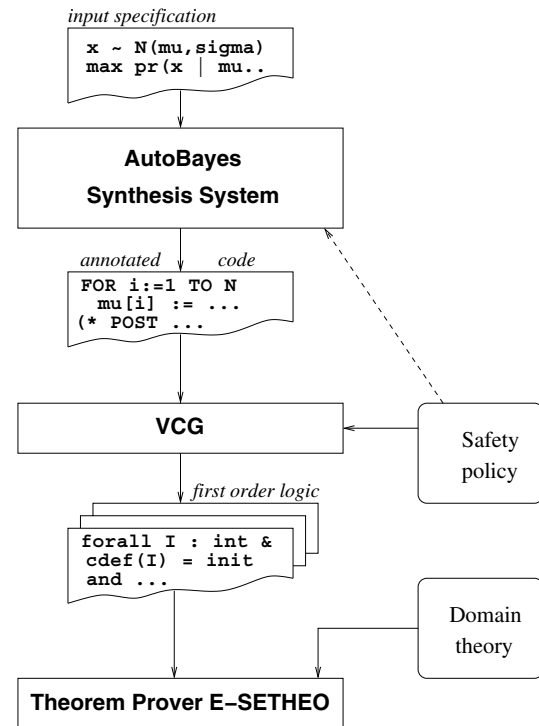 input specification
x ~ N(mu,sigma)
max pr(x | mu..
AutoBayes
Synthesis System
annotated code
FOR i:=1 TO N
mu[i] := ...
(* POST ...
VCG
Safety
policy
first order logic
forall I : int &
cdef(I) = init
and ...
Domain
theory
Theorem Prover E-SETHEO